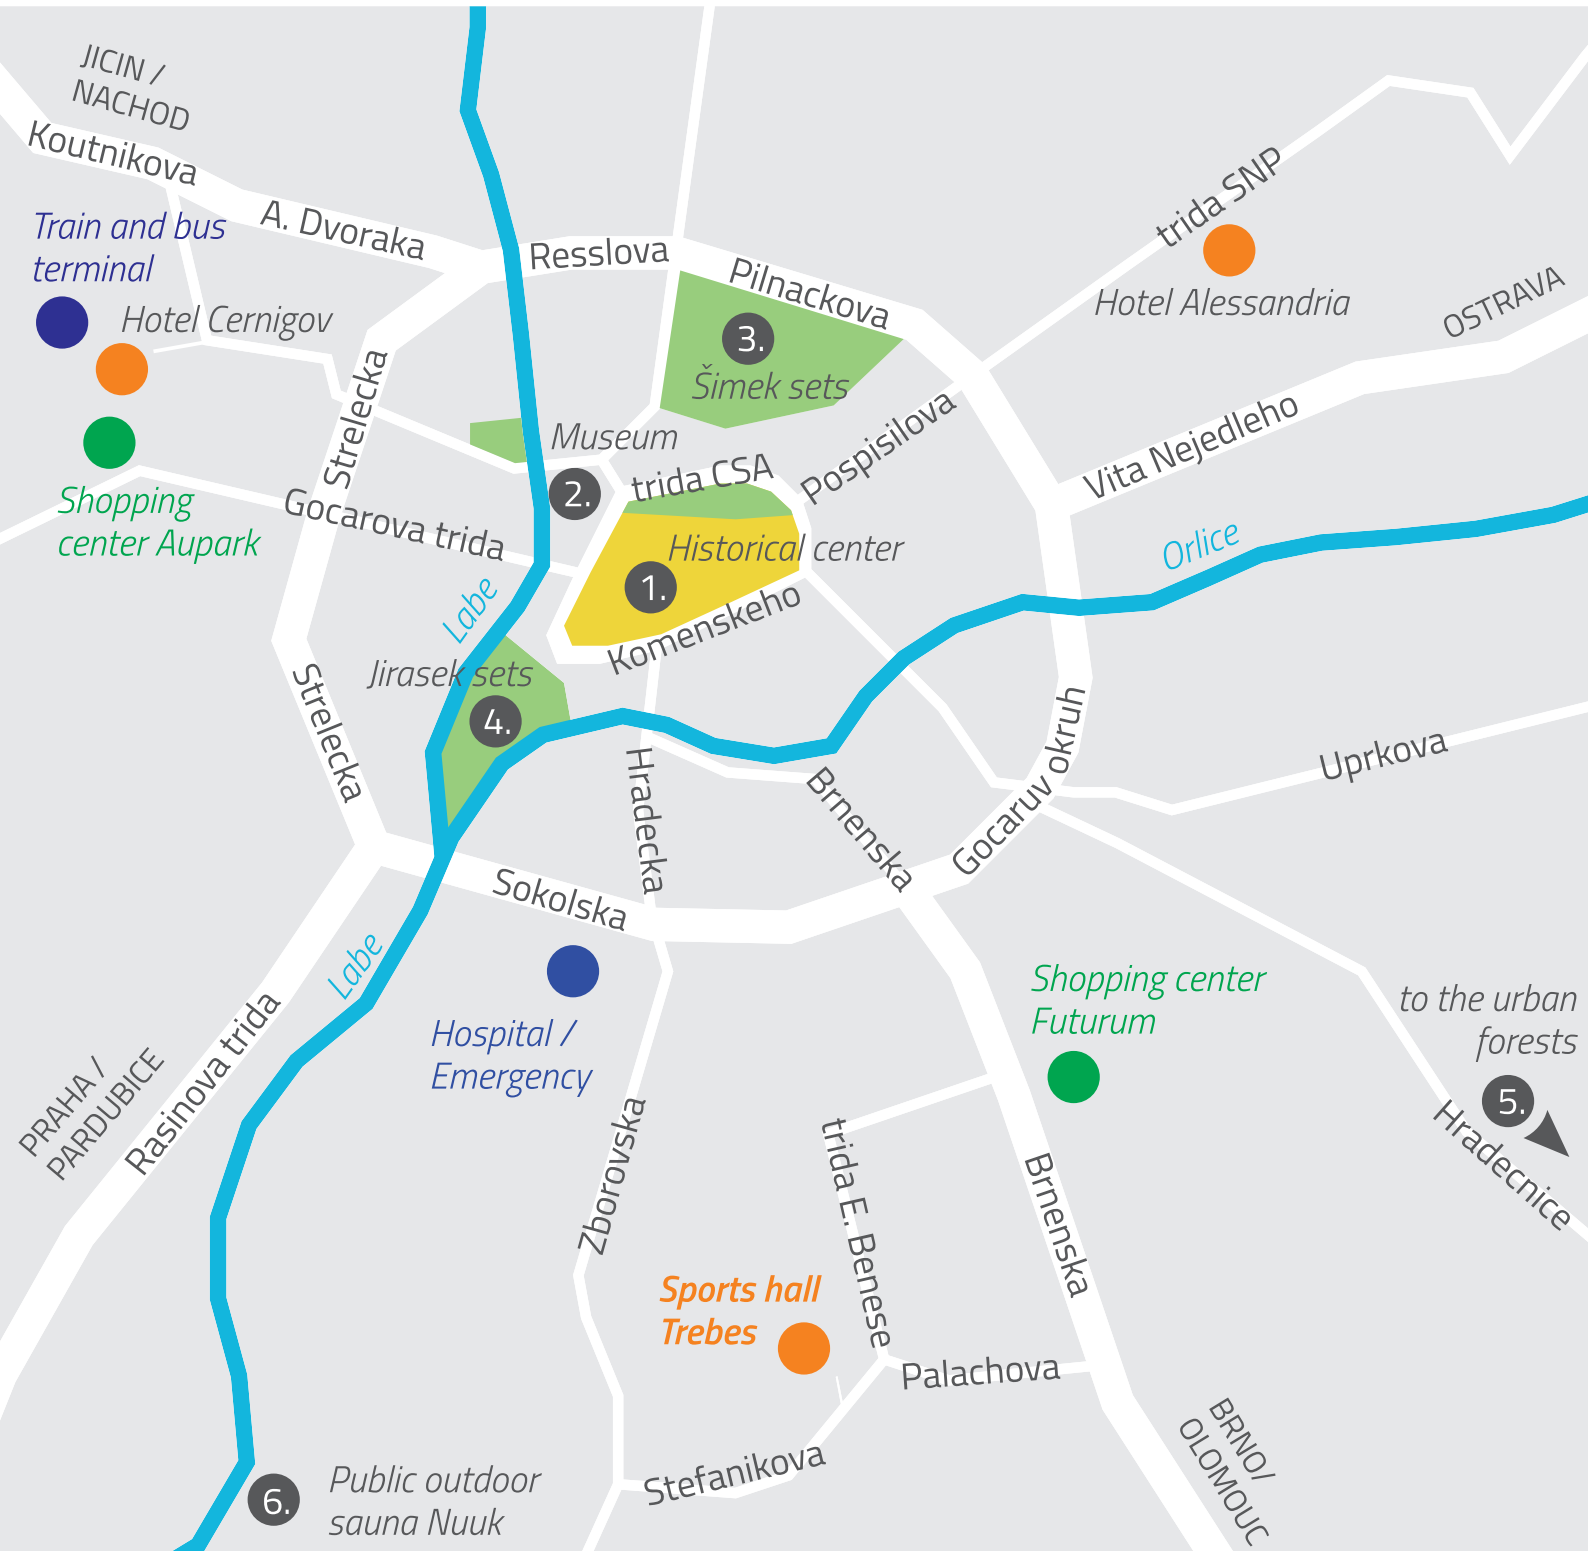 JICIN /
NACHOD
Koutnikova
A. Dvoraka
Resslova
Pilnackova
trida SNP
Train and bus
terminal
Hotel Cernigov
Hotel Alessandria
OSTRAVA
3.
Šimek sets
Strelecka
Museum
Pospisilova
Vita Nejedleho
trida CSA
2.
Shopping
center Aupark
Gocarova trida
Historical center
Orlice
1.
Labe
Komenskeho
Jirasek sets
4.
Strelecka
Hradecka
Brnenska
Gocaruv okruh
Uprkova
Sokolska
Labe
Hospital /
Emergency
Shopping center
Futurum
to the urban
forests
5.
Hradecnice
PRAHA /
PARDUBICE
Rasinova trida
Zborovska
trida E. Benese
Brnenska
Sports hall
Trebes
Palachova
Stefanikova
BRNO/
OLOMOUC
6.
Public outdoor
sauna Nuuk